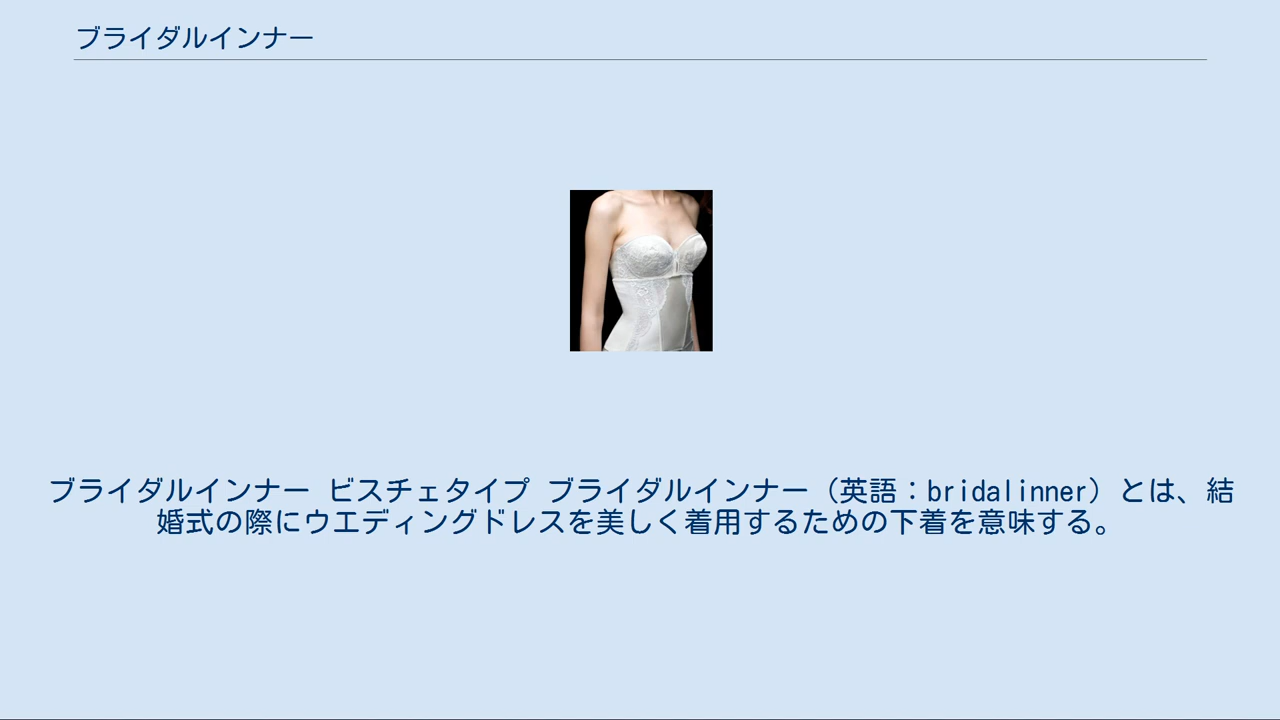 ブライダルインナー
ブライダルインナー ビスチェタイプ ブライダルインナー（英語：bridalinner）とは、結
婚式の際にウエディングドレスを美しく着用するための下着を意味する。